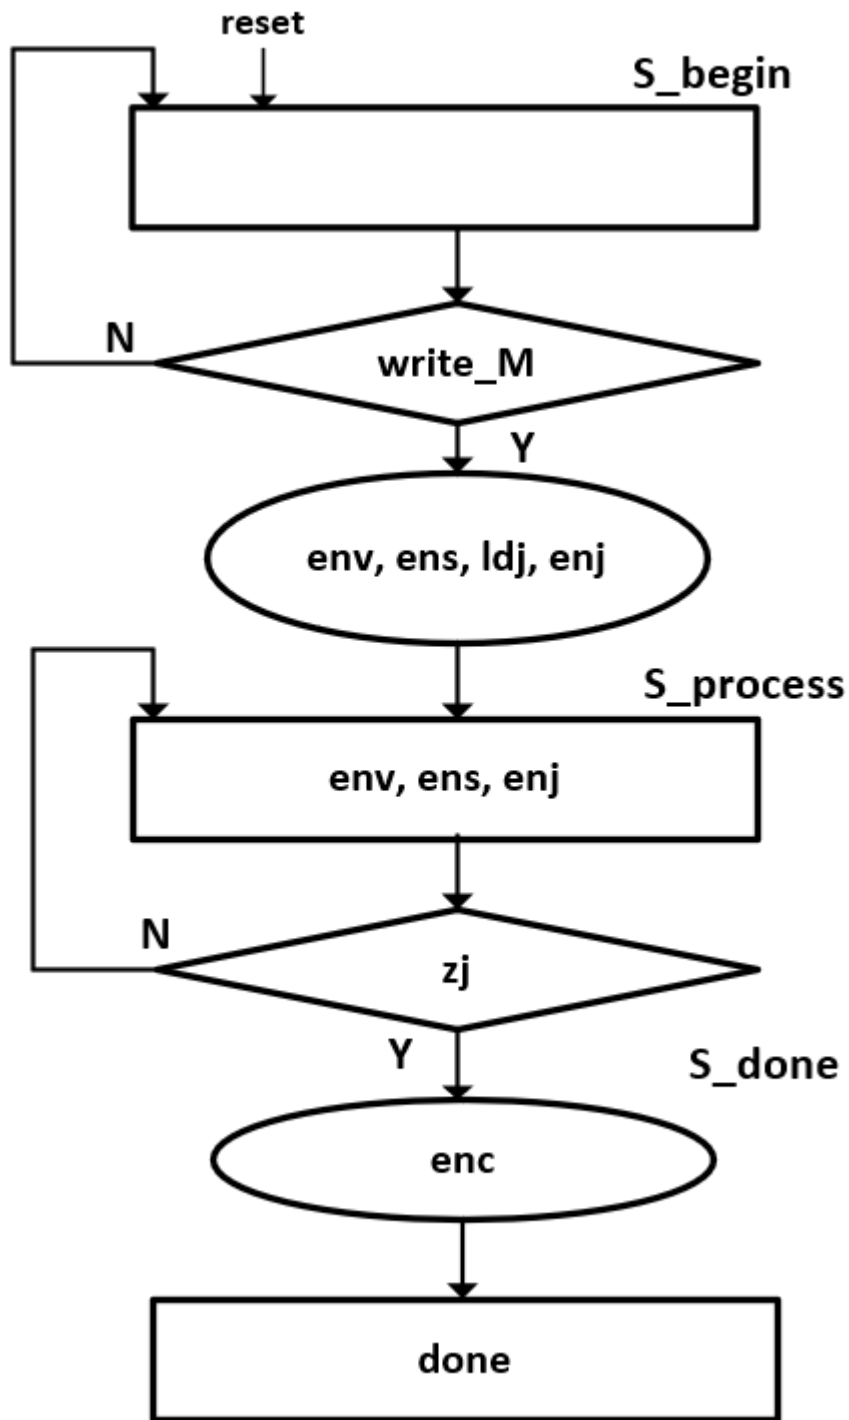 reset
S_begin
N
write_M
Y
env, ens, ldj, enj
S_process
env, ens, enj
N
zj
Y
S_done
enc
done